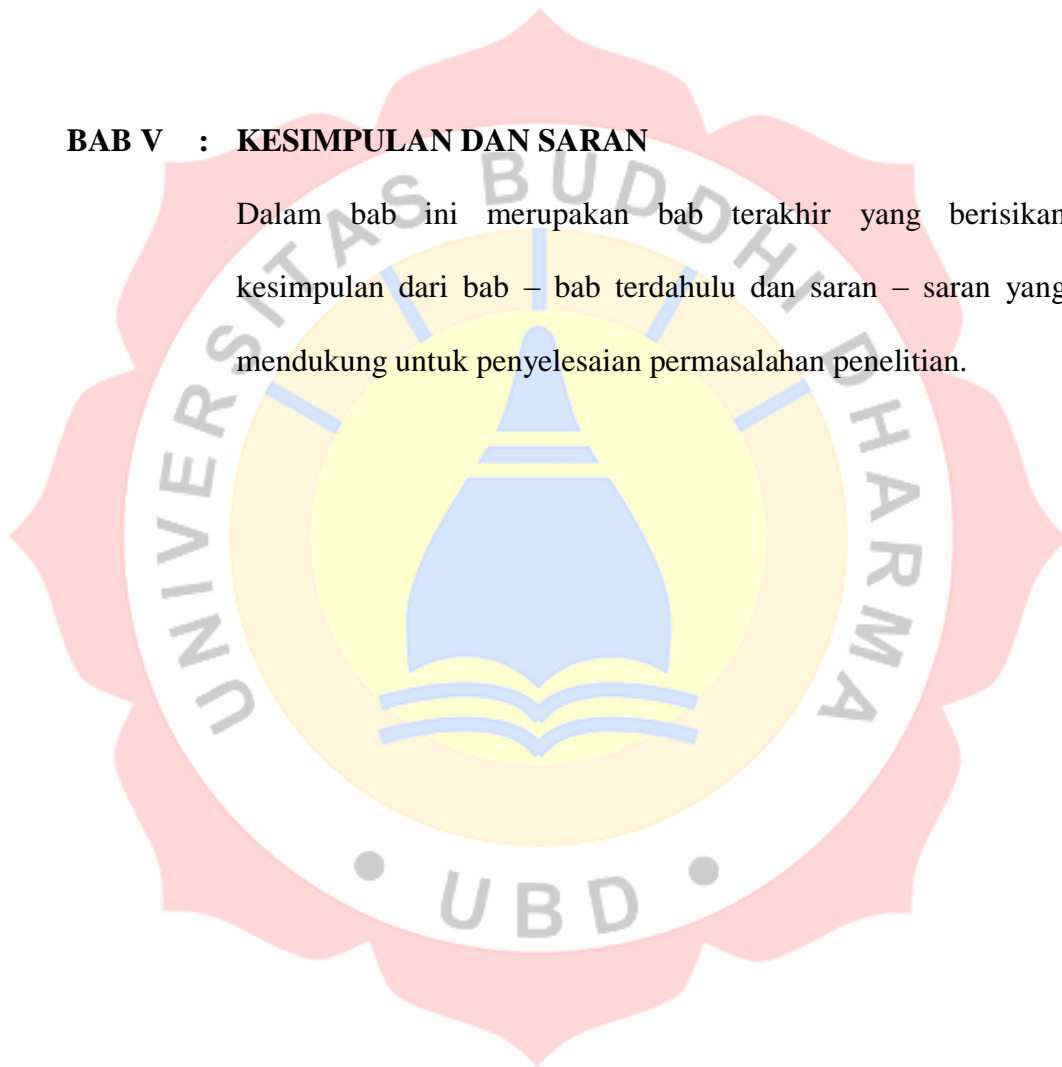 BAB V : KESIMPULAN DAN SARAN
Dalam bab ini merupakan bab terakhir yang berisikan
kesimpulan dari bab – bab terdahulu dan saran – saran yang
mendukung untuk penyelesaian permasalahan penelitian.
UNIVERSITAS BUDDHI DHARMA
• UBD •